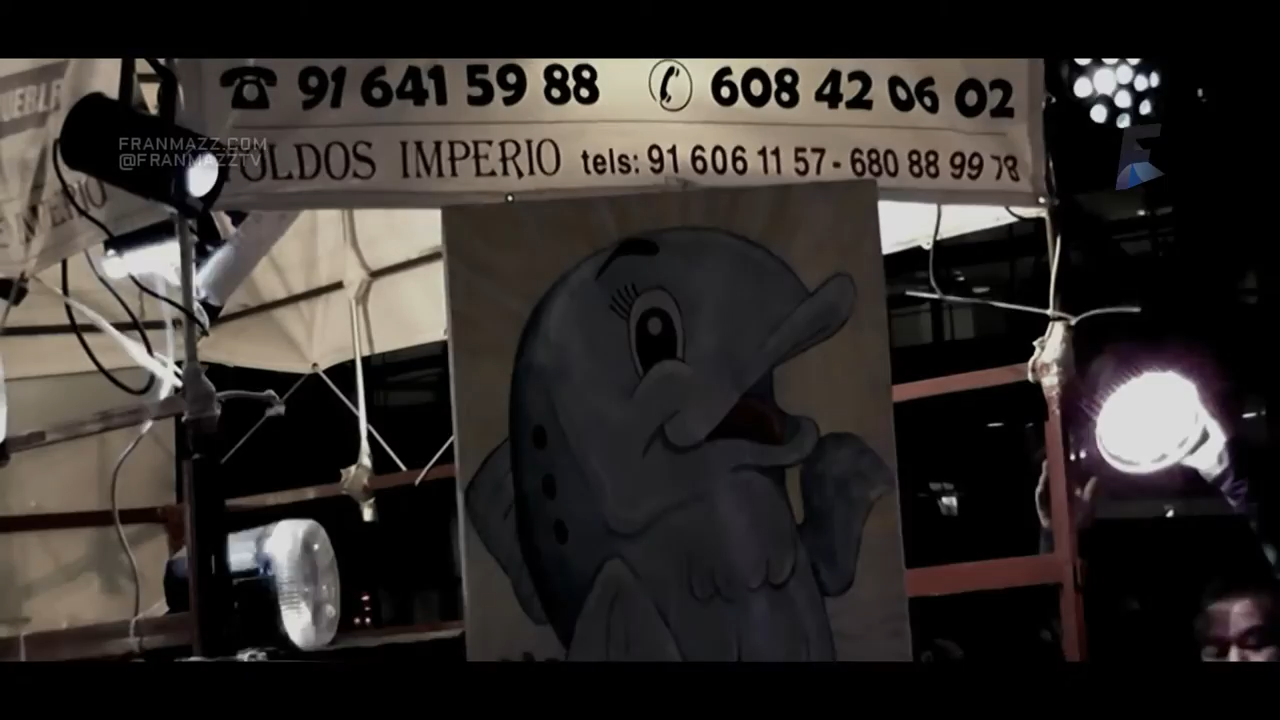 91 641 59 88 608 42 06 02
TOLDOS IMPERIO tels: 91 606 11 57 - 680 88 99 78
FRANMAZZ.COM
@FRANMAZZTV